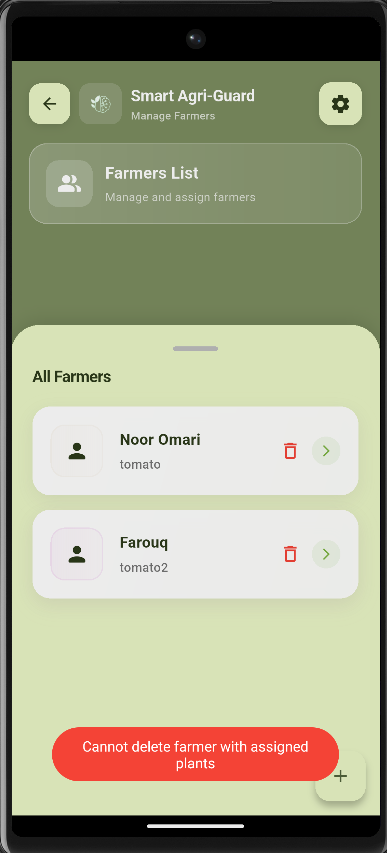 Smart Agri-Guard
Manage Farmers
Farmers List
Manage and assign farmers
All Farmers
Noor Omari
tomato
Farouq
tomato2
Cannot delete farmer with assigned
plants